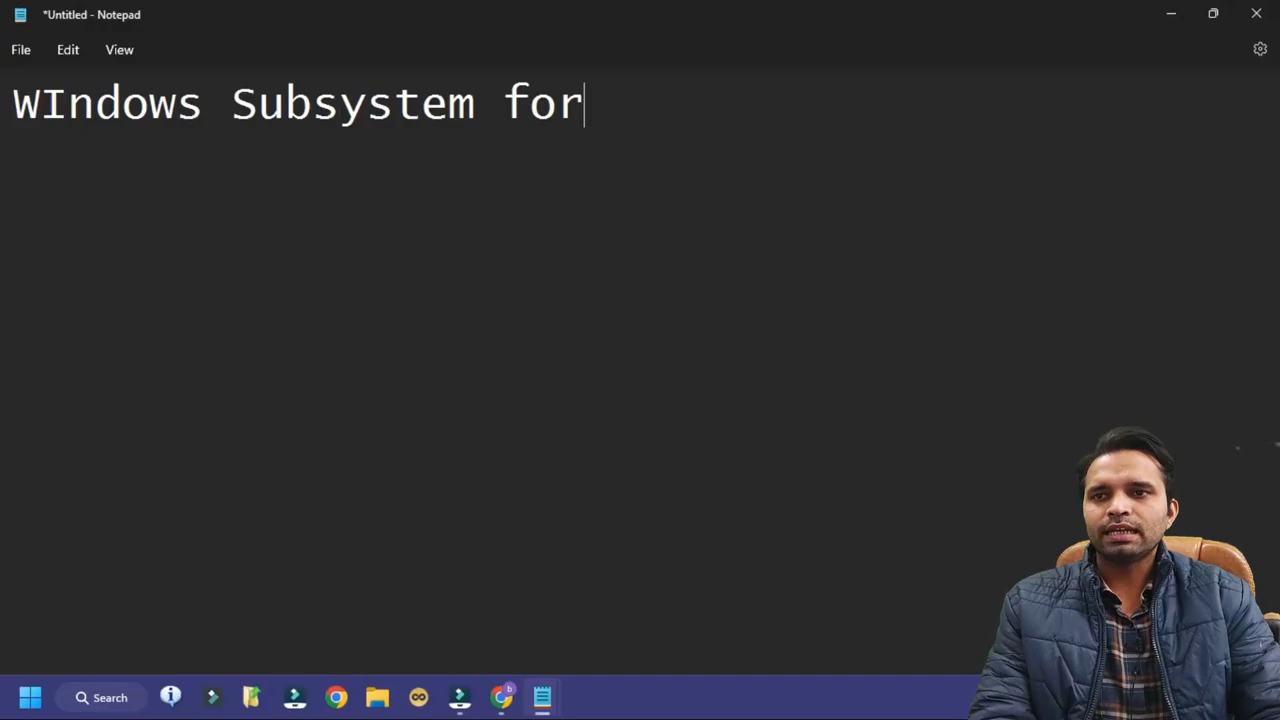 *Untitled - Notepad
File Edit View
WIndows Subsystem for
Search
b